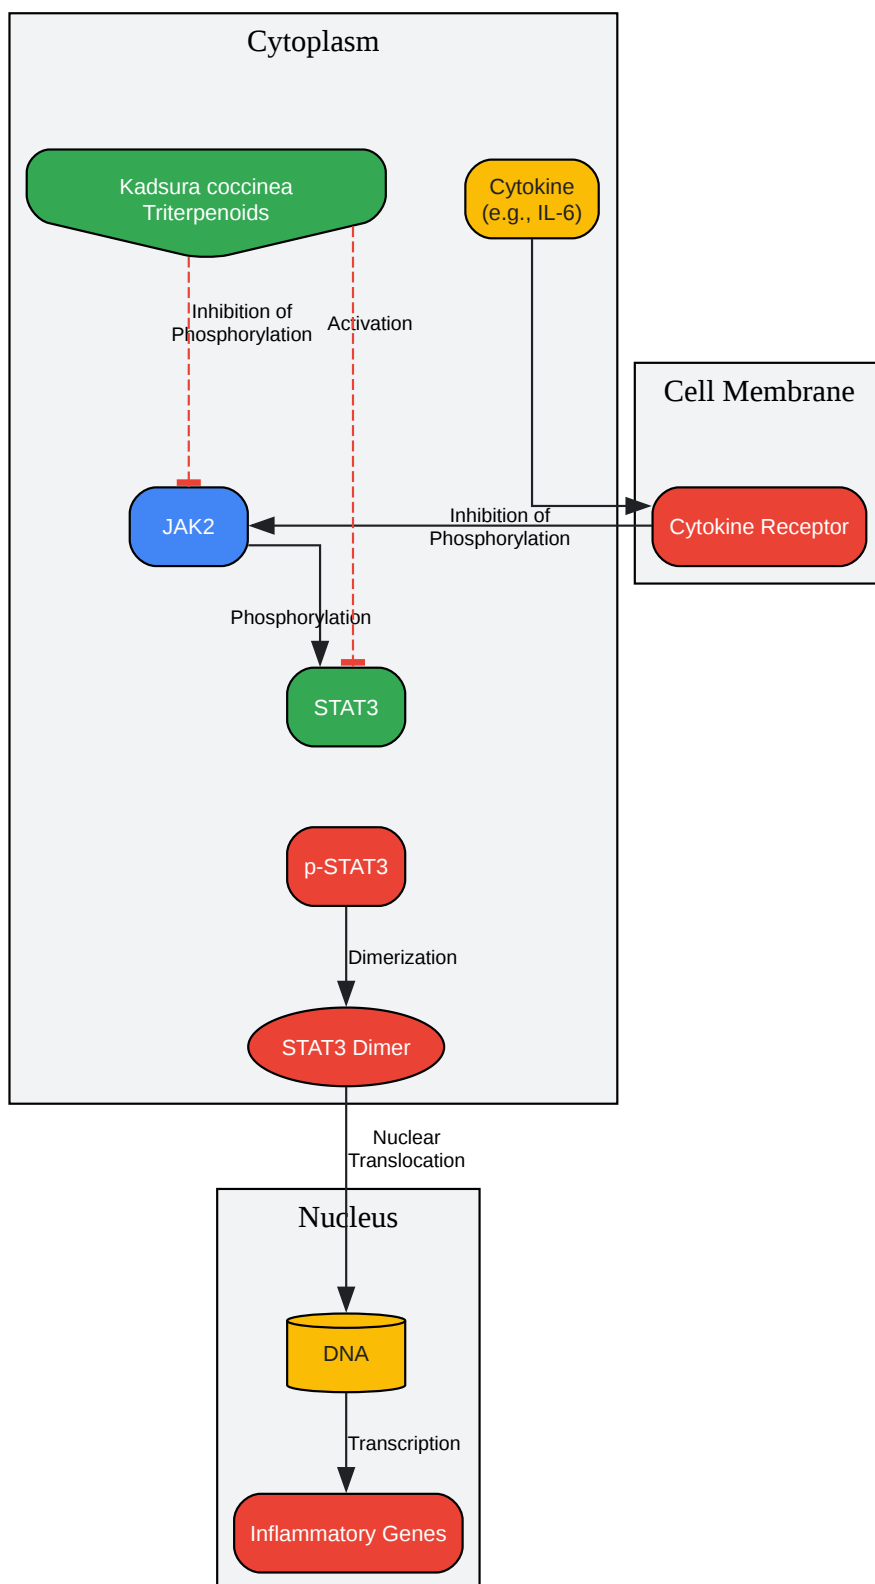 Cytoplasm
Kadsura coccinea
Triterpenoids
Cytokine
(e.g., IL-6)
Inhibition of
Phosphorylation
Activation
Cell Membrane
JAK2
Inhibition of
Phosphorylation
Cytokine Receptor
Phosphorylation
STAT3
p-STAT3
Dimerization
STAT3 Dimer
Nuclear
Translocation
Nucleus
DNA
Transcription
Inflammatory Genes